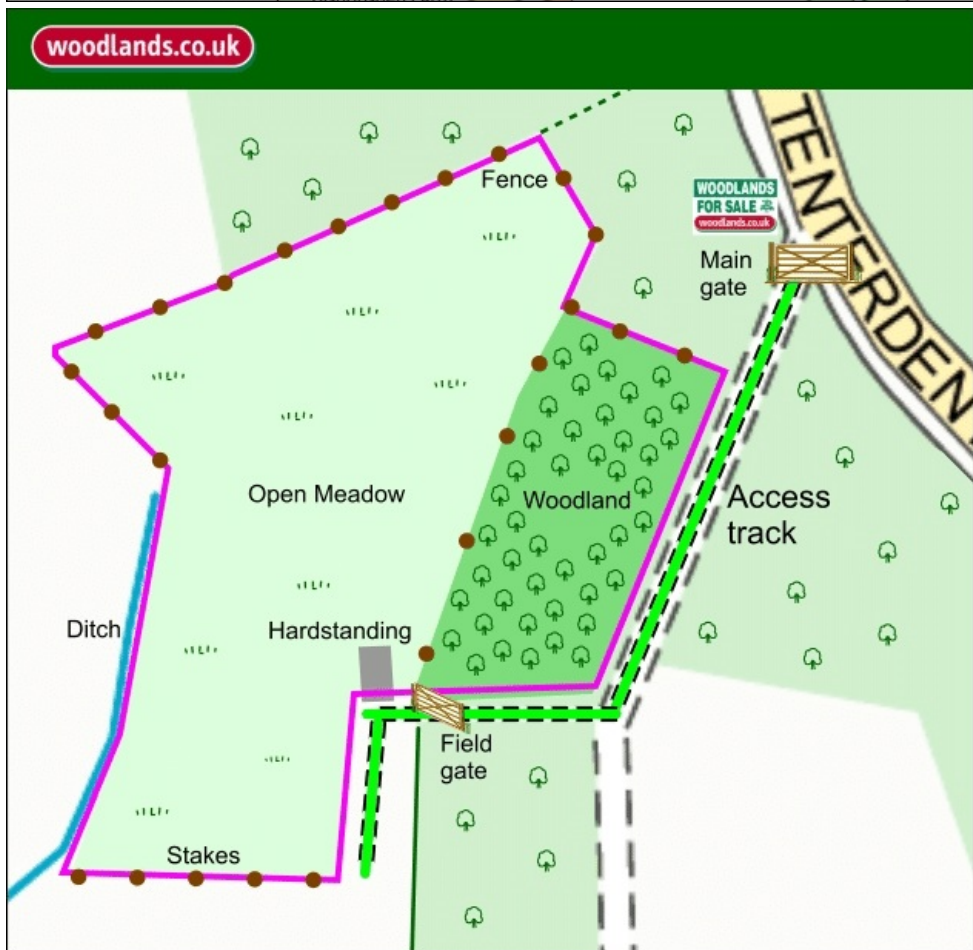 woodlands.co.uk
TENTERDEN
Fence
WOODLANDS
FOR SALE
woodlands.co.uk
Main
gate
Open Meadow
Woodland
Access
track
Ditch
Hardstanding
Field
gate
Stakes